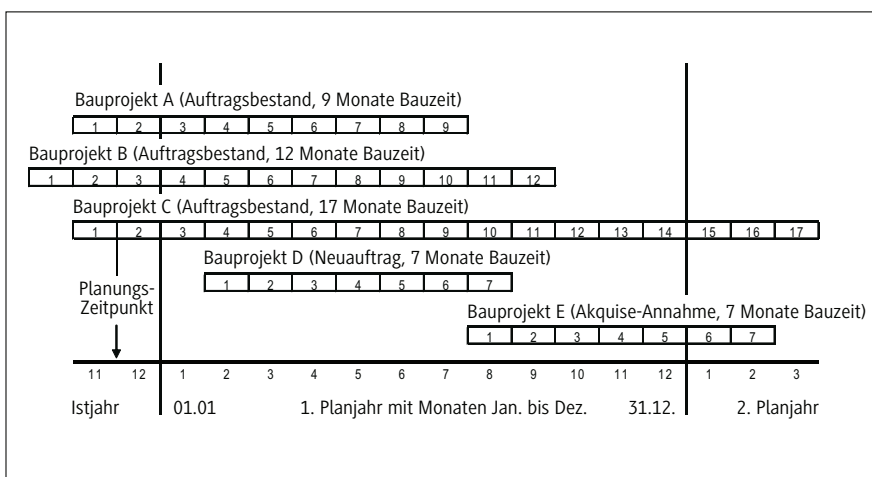 Bauprojekt A (Auftragsbestand, 9 Monate Bauzeit)
1 2 3 4 5 6 7 8 9
Bauprojekt B (Auftragsbestand, 12 Monate Bauzeit)
1 2 3 4 5 6 7 8 9 10 11 12
Bauprojekt C (Auftragsbestand, 17 Monate Bauzeit)
1 2 3 4 5 6 7 8 9 10 11 12 13 14 15 16 17
Bauprojekt D (Neuauftrag, 7 Monate Bauzeit)
1 2 3 4 5 6 7
Planungs-
Zeitpunkt
Bauprojekt E (Akquise-Annahme, 7 Monate Bauzeit)
1 2 3 4 5 6 7
11 12 1 2 3 4 5 6 7 8 9 10 11 12 1 2 3
Istjahr 01.01 1. Planjahr mit Monaten Jan. bis Dez. 31.12. 2. Planjahr